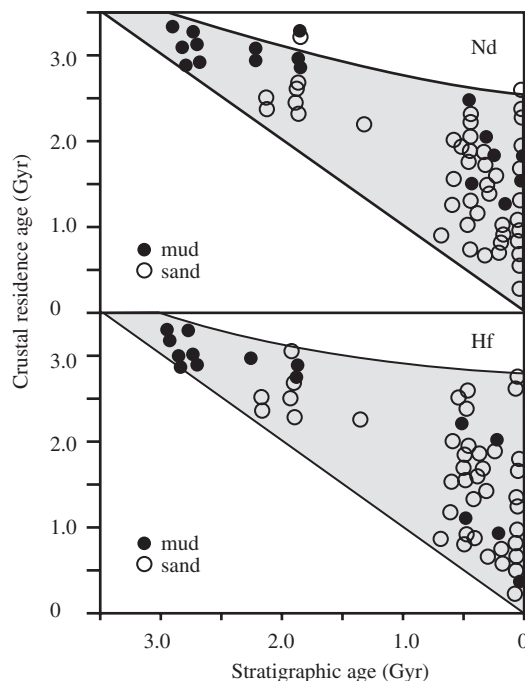 Crustal residence age (Gyr)
Nd
3.0
2.0
1.0
0
mud
sand
Hf
3.0
2.0
1.0
0
mud
sand
3.0
2.0
1.0
0
Stratigraphic age (Gyr)